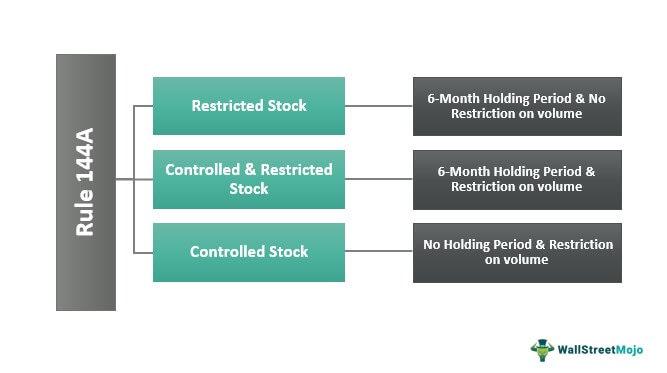 Rule 144A
Restricted Stock
6-Month Holding Period & No
Restriction on volume
Controlled & Restricted
Stock
6-Month Holding Period &
Restriction on volume
Controlled Stock
No Holding Period & Restriction
on volume
WallStreetMojo